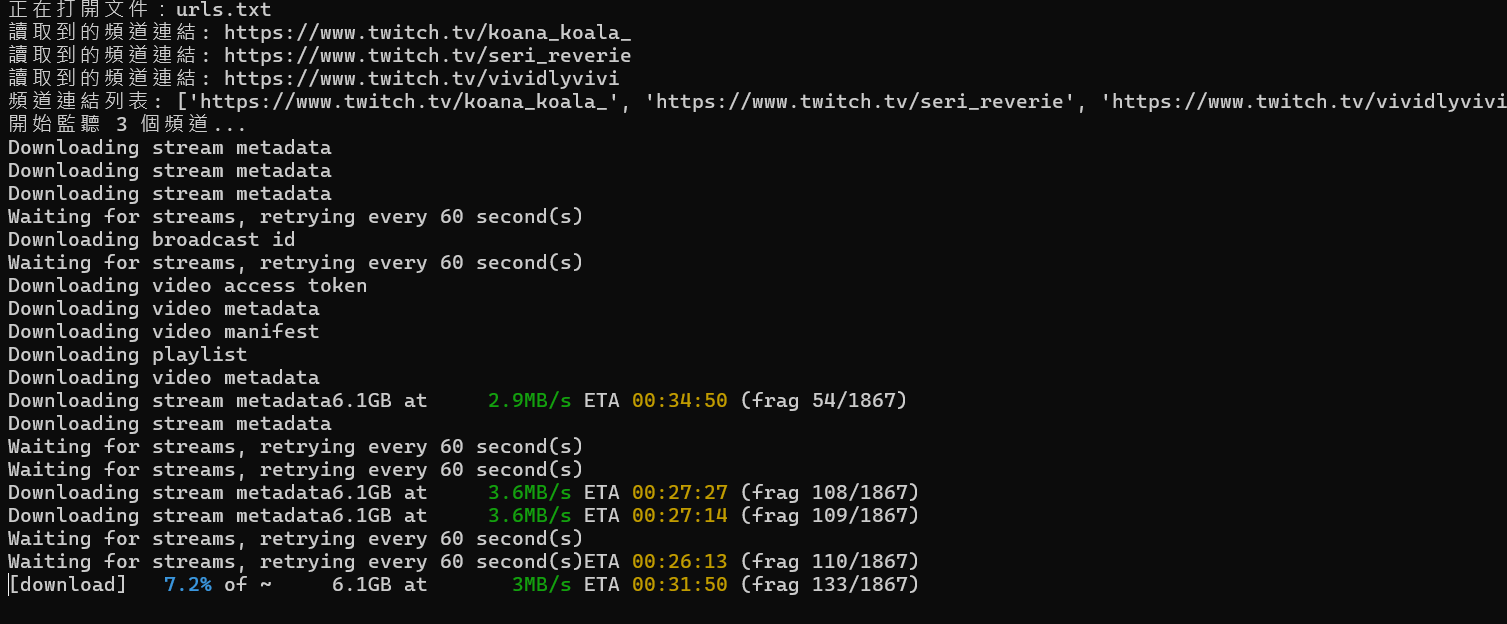 正在打開文件：urls.txt
讀取到的頻道連結: https://www.twitch.tv/koana_koala_
讀取到的頻道連結: https://www.twitch.tv/seri_reverie
讀取到的頻道連結: https://www.twitch.tv/vividlyvivi
頻道連結列表: ['https://www.twitch.tv/koana_koala_', 'https://www.twitch.tv/seri_reverie', 'https://www.twitch.tv/vividlyvivi
開始監聽 3 個頻道...
Downloading stream metadata
Downloading stream metadata
Downloading stream metadata
Waiting for streams, retrying every 60 second(s)
Downloading broadcast id
Waiting for streams, retrying every 60 second(s)
Downloading video access token
Downloading video metadata
Downloading video manifest
Downloading playlist
Downloading video metadata
Downloading stream metadata6.1GB at     2.9MB/s ETA 00:34:50 (frag 54/1867)
Downloading stream metadata
Waiting for streams, retrying every 60 second(s)
Waiting for streams, retrying every 60 second(s)
Downloading stream metadata6.1GB at     3.6MB/s ETA 00:27:27 (frag 108/1867)
Downloading stream metadata6.1GB at     3.6MB/s ETA 00:27:14 (frag 109/1867)
Waiting for streams, retrying every 60 second(s)
Waiting for streams, retrying every 60 second(s)ETA 00:26:13 (frag 110/1867)
[download]   7.2% of ~     6.1GB at       3MB/s ETA 00:31:50 (frag 133/1867)